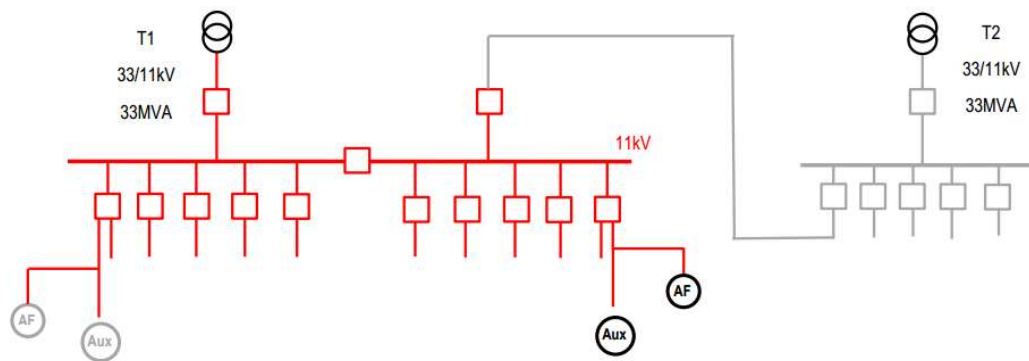 T1
33/11kV
33MVA
T2
33/11kV
33MVA
11kV
AF
Aux
AF
Aux